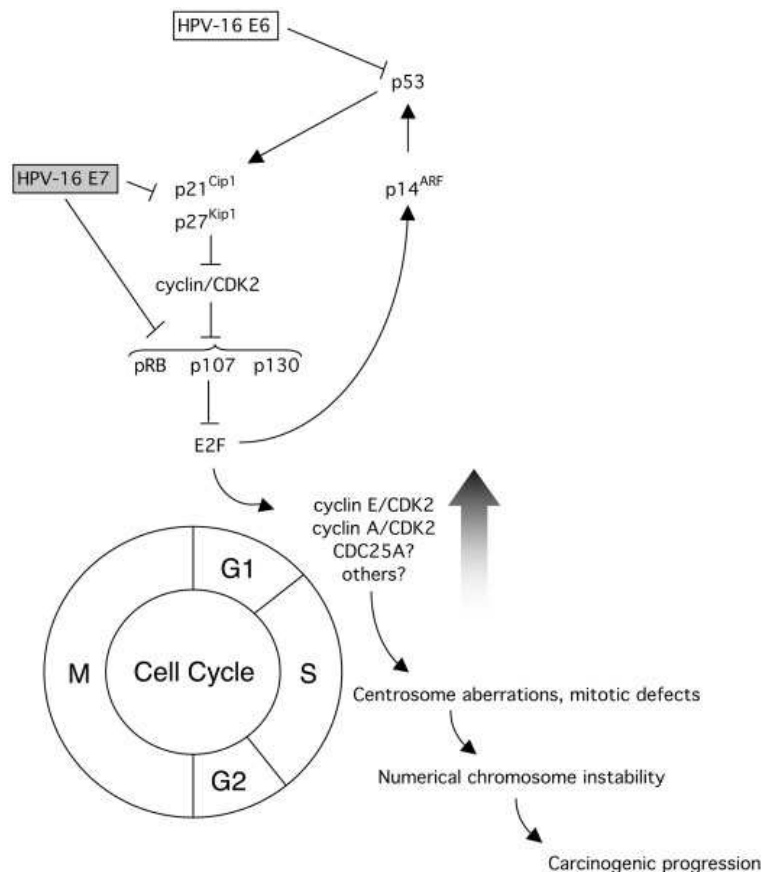 HPV-16 E6
p53
HPV-16 E7
p21Cip1
p14ARF
p27Kip1
cyclin/CDK2
pRB p107 p130
E2F
cyclin E/CDK2
cyclin A/CDK2
CDC25A?
others?
G1
M
Cell Cycle
S
G2
Centrosome aberrations, mitotic defects
Numerical chromosome instability
Carcinogenic progression